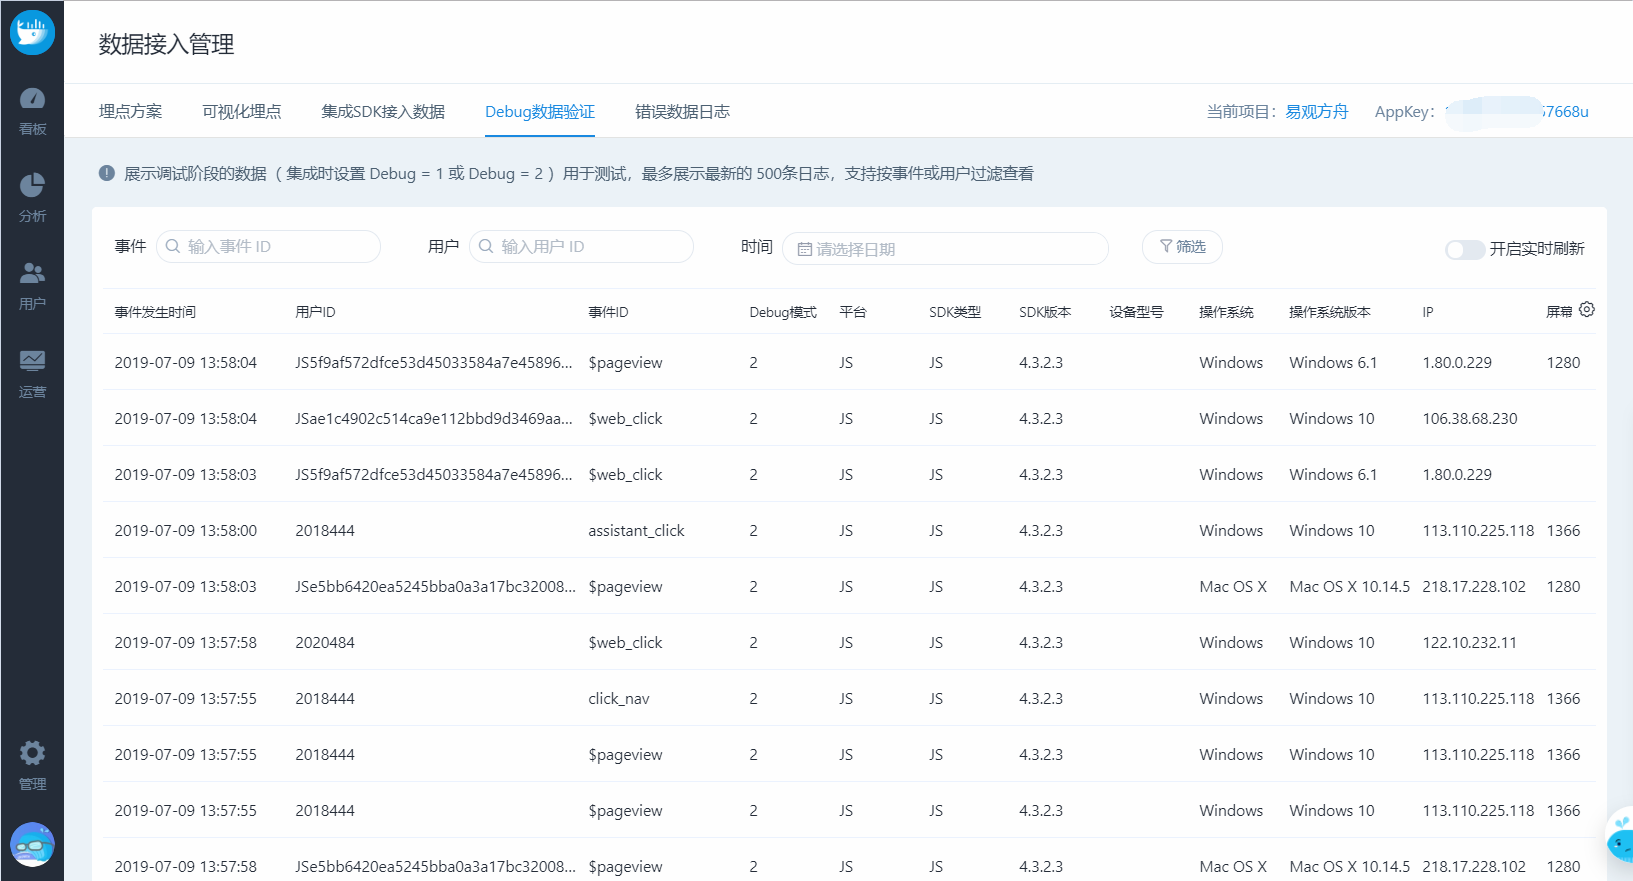 数据接入管理
埋点方案 可视化埋点 集成SDK接入数据 Debug数据验证 错误数据日志 当前项目：易观方舟 AppKey： 57668u
看板
分析
用户
运营
管理
展示调试阶段的数据（集成时设置 Debug = 1 或 Debug = 2 ）用于测试，最多展示最新的 500条日志，支持按事件或用户过滤查看
事件 输入事件 ID 用户 输入用户 ID 时间 请选择日期 筛选 开启实时刷新
事件发生时间 用户ID 事件ID Debug模式 平台 SDK类型 SDK版本 设备型号 操作系统 操作系统版本 IP 屏幕
2019-07-09 13:58:04 JS5f9af572dfce53d45033584a7e45896... $pageview 2 JS JS 4.3.2.3 Windows Windows 6.1 1.80.0.229 1280
2019-07-09 13:58:04 JSae1c4902c514ca9e112bbd9d3469aa... $web_click 2 JS JS 4.3.2.3 Windows Windows 10 106.38.68.230
2019-07-09 13:58:03 JS5f9af572dfce53d45033584a7e45896... $web_click 2 JS JS 4.3.2.3 Windows Windows 6.1 1.80.0.229
2019-07-09 13:58:00 2018444 assistant_click 2 JS JS 4.3.2.3 Windows Windows 10 113.110.225.118 1366
2019-07-09 13:58:03 JSe5bb6420ea5245bba0a3a17bc32008... $pageview 2 JS JS 4.3.2.3 Mac OS X Mac OS X 10.14.5 218.17.228.102 1280
2019-07-09 13:57:58 2020484 $web_click 2 JS JS 4.3.2.3 Windows Windows 10 122.10.232.11
2019-07-09 13:57:55 2018444 click_nav 2 JS JS 4.3.2.3 Windows Windows 10 113.110.225.118 1366
2019-07-09 13:57:55 2018444 $pageview 2 JS JS 4.3.2.3 Windows Windows 10 113.110.225.118 1366
2019-07-09 13:57:55 2018444 $pageview 2 JS JS 4.3.2.3 Windows Windows 10 113.110.225.118 1366
2019-07-09 13:57:58 JSe5bb6420ea5245bba0a3a17bc32008... $pageview 2 JS JS 4.3.2.3 Mac OS X Mac OS X 10.14.5 218.17.228.102 1280